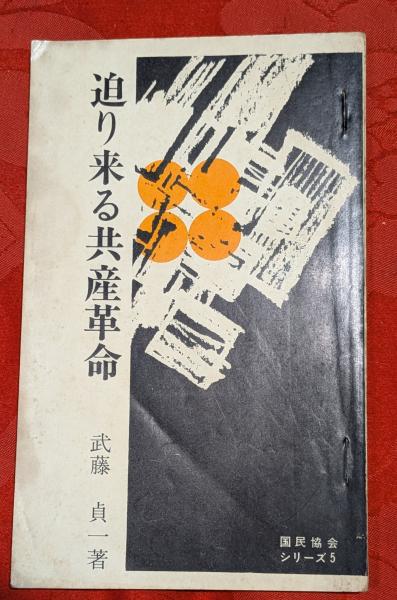 迫り来る共産革命
武藤 貞一著
国民協会
シリーズ5